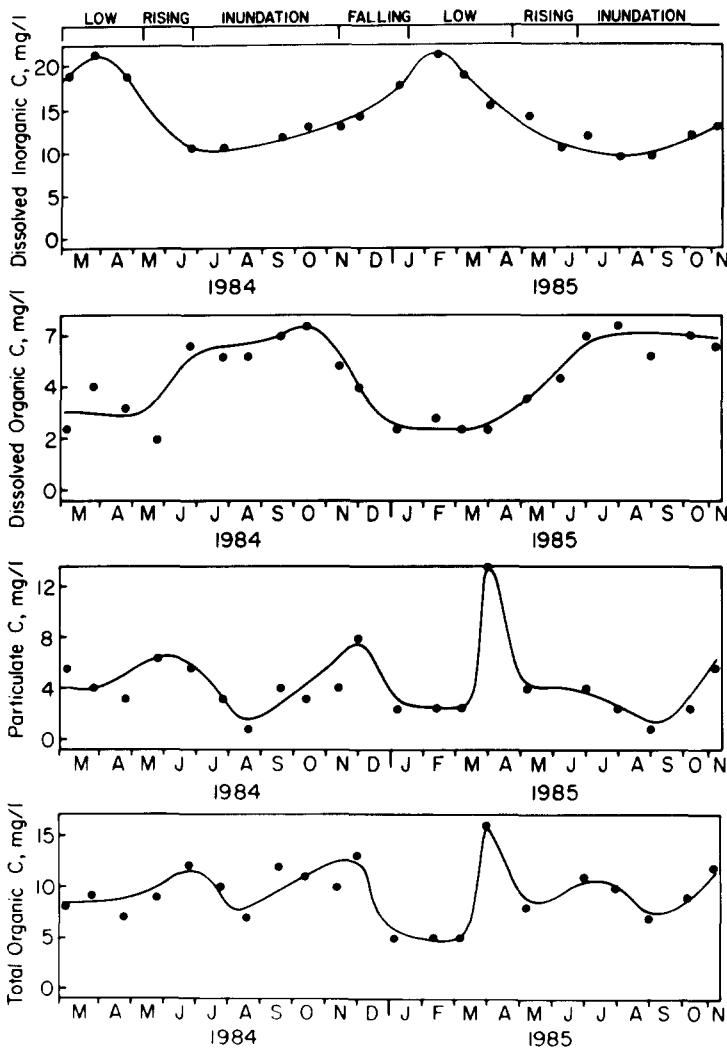 LOW RISING INUNDATION FALLING LOW RISING INUNDATION
Dissolved Inorganic C, mg/l
20
15
10
5
0
M A M J J A S O N D J F M A M J J A S O N
1984 1985
Dissolved Organic C, mg/l
7
4
2
0
M A M J J A S O N D J F M A M J J A S O N
1984 1985
Particulate C, mg/l
12
8
4
0
M A M J J A S O N D J F M A M J J A S O N
1984 1985
Total Organic C, mg/l
15
10
5
0
M A M J J A S O N D J F M A M J J A S O N
1984 1985